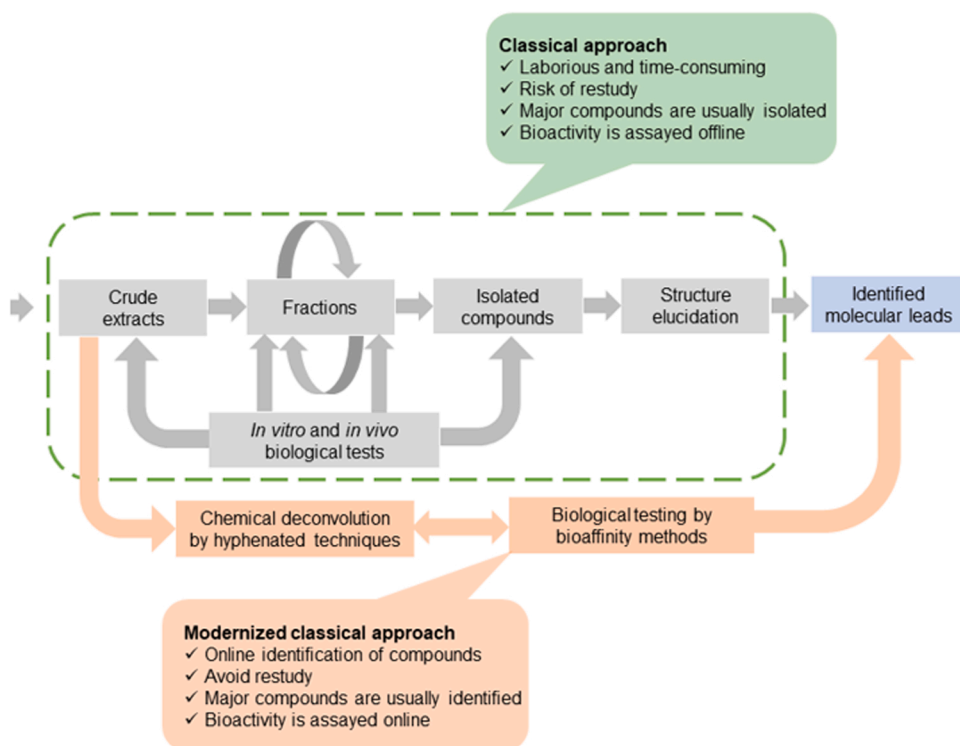 Classical approach
✓ Laborious and time-consuming
✓ Risk of restudy
✓ Major compounds are usually isolated
✓ Bioactivity is assayed offline
Crude
extracts
Fractions
Isolated
compounds
Structure
elucidation
Identified
molecular leads
In vitro and in vivo
biological tests
Chemical deconvolution
by hyphenated techniques
Biological testing by
bioaffinity methods
Modernized classical approach
✓ Online identification of compounds
✓ Avoid restudy
✓ Major compounds are usually identified
✓ Bioactivity is assayed online